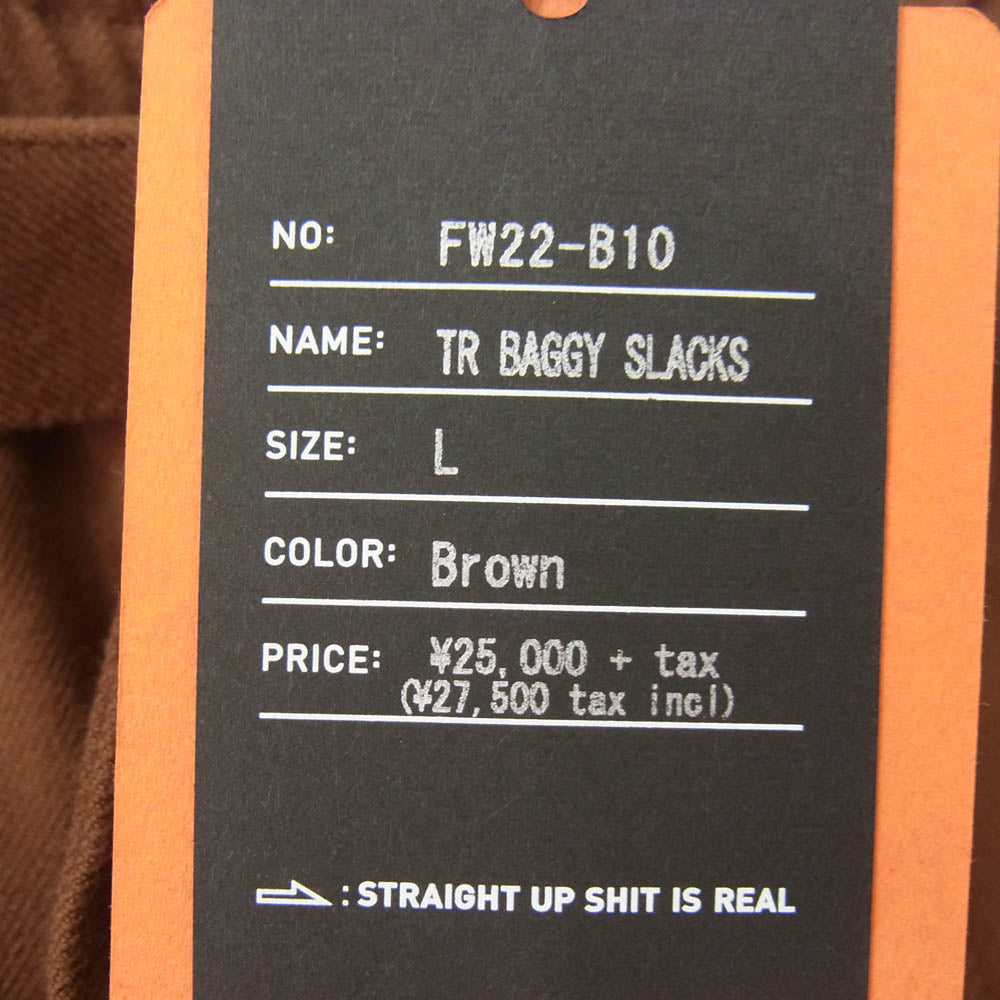 NO: FW22-B10
NAME: TR BAGGY SLACKS
SIZE: L
COLOR: Brown
PRICE: ¥25,000 + tax
(¥27,500 tax incl)
: STRAIGHT UP SHIT IS REAL